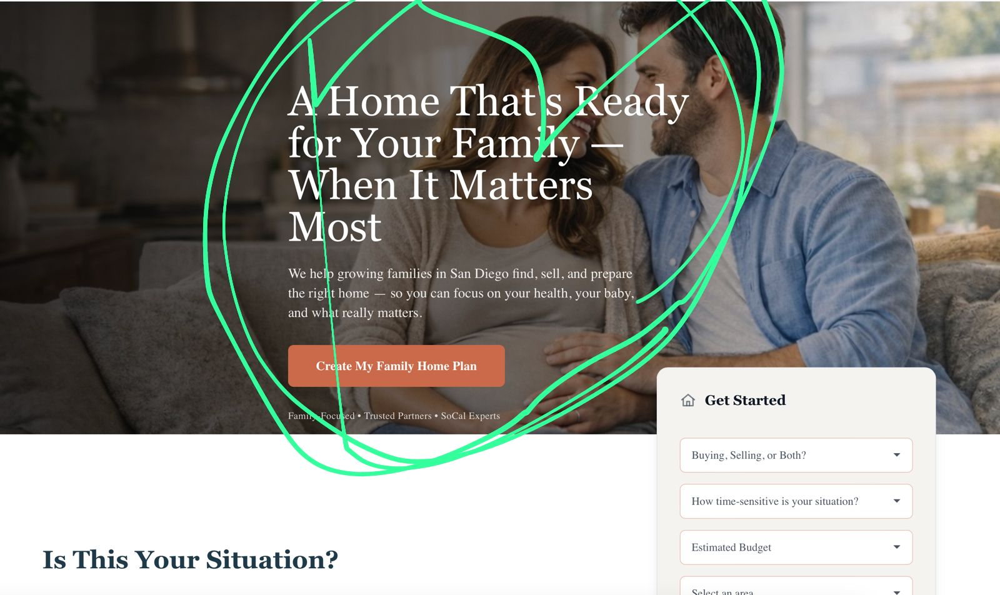 A Home That's Ready
for Your Family —
When It Matters
Most
We help growing families in San Diego find, sell, and prepare
the right home — so you can focus on your health, your baby,
and what really matters.
Create My Family Home Plan
Family-Focused • Trusted Partners • SoCal Experts
Get Started
Buying, Selling, or Both?
How time-sensitive is your situation?
Estimated Budget
Select an area
Is This Your Situation?